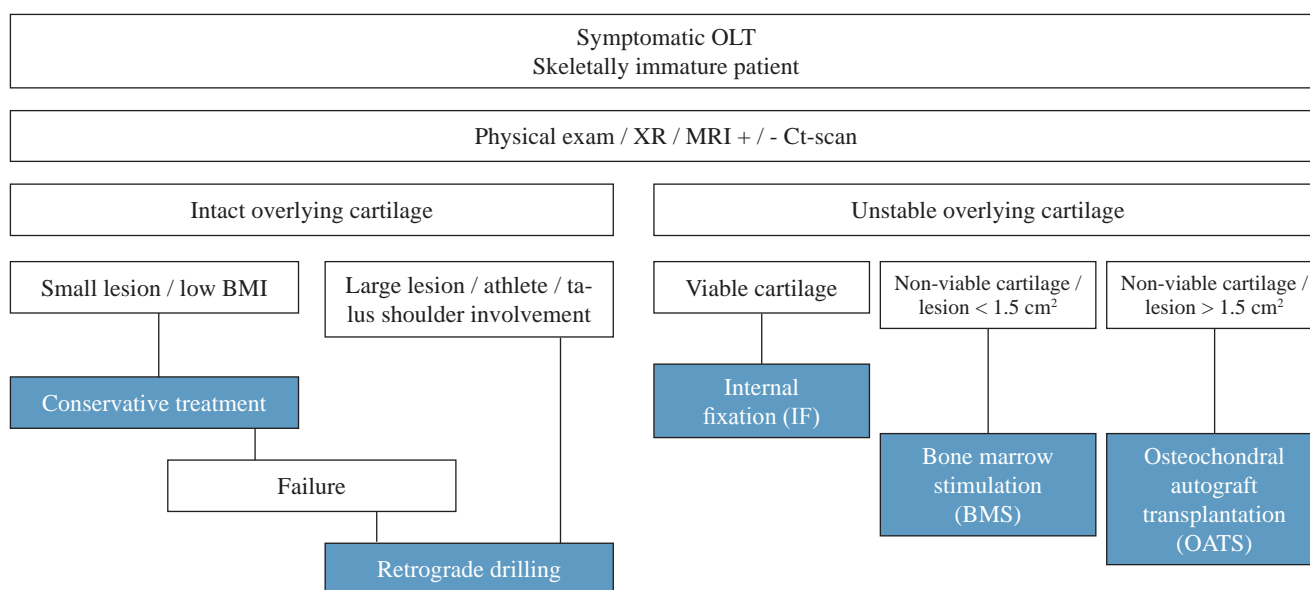 Symptomatic OLT
Skeletally immature patient
Physical exam / XR / MRI + / - Ct-scan
Intact overlying cartilage
Unstable overlying cartilage
Small lesion / low BMI
Large lesion / athlete / ta-
lus shoulder involvement
Viable cartilage
Non-viable cartilage /
lesion < 1.5 cm²
Non-viable cartilage /
lesion > 1.5 cm²
Conservative treatment
Internal
fixation (IF)
Failure
Bone marrow
stimulation
(BMS)
Osteochondral
autograft
transplantation
(OATS)
Retrograde drilling